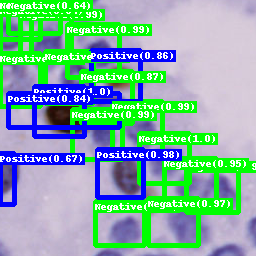 Negative(0.64)
Negative(0.99)
Positive(0.86)
Negative(0.87)
Positive(1.0)
Positive(0.84)
Negative(0.99)
Negative(0.99)
Negative(1.0)
Positive(0.67)
Positive(0.98)
Negative(0.95)
Negative(
Negative(0.97)